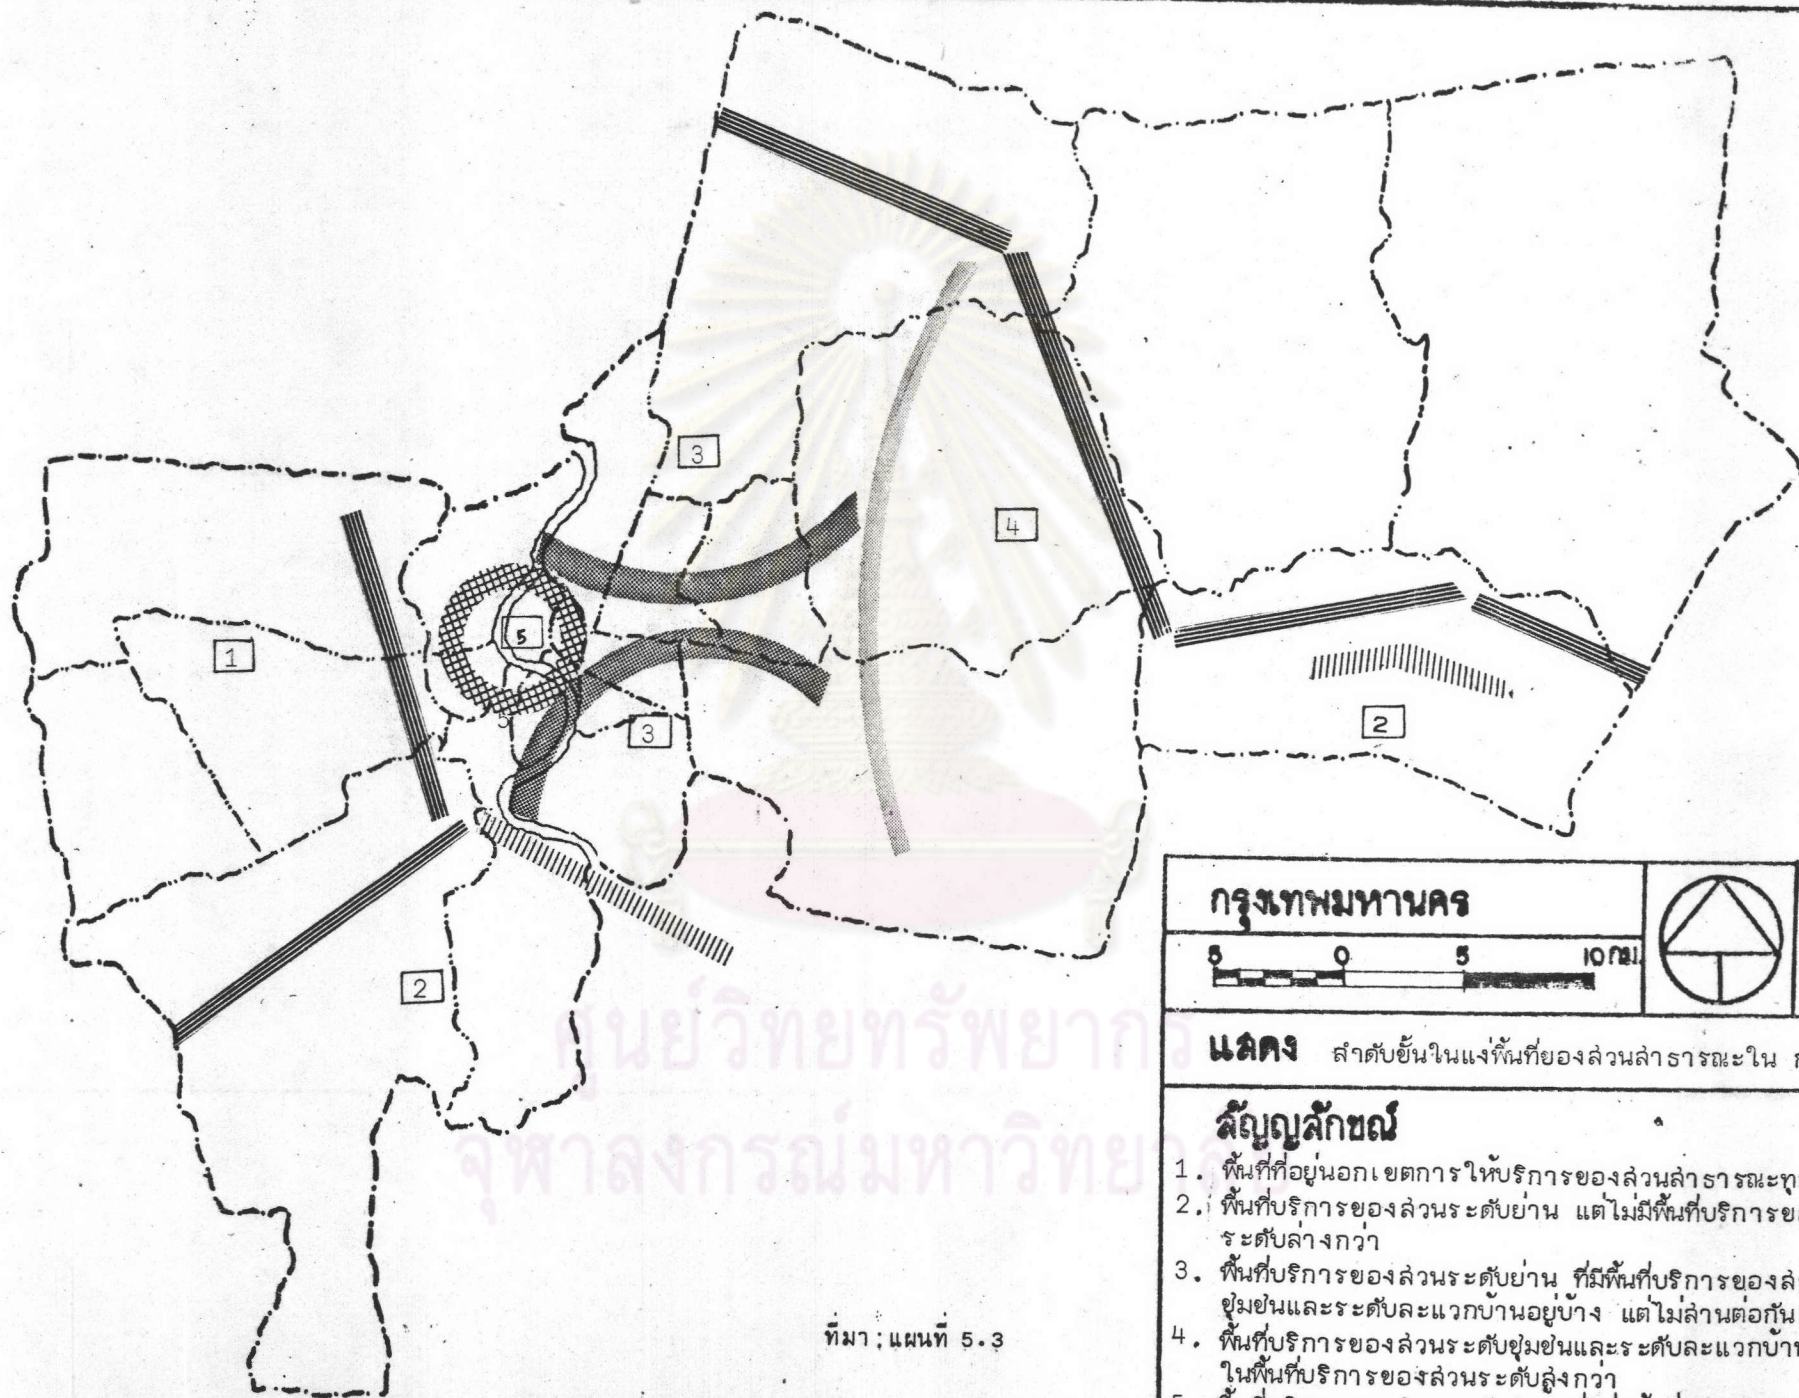 3
4
5
1
5
3
2
2
กรุงเทพมหานคร
5 0 5 10 กม.
แสดง ลำดับขั้นในแง่พื้นที่ของสวนสาธารณะใน
สัญญลักษณ์
1. พื้นที่ที่อยู่นอกเขตการให้บริการของสวนสาธารณะ
2. พื้นที่บริการของสวนระดับย่าน แต่ไม่มีพื้นที่บริการ
ระดับล่างกว่า
3. พื้นที่บริการของสวนระดับย่าน ที่มีพื้นที่บริการของ
ชุมชนและระดับละแวกบ้านอยู่บ้าง แต่ไม่สานต่อกัน
4. พื้นที่บริการของสวนระดับชุมชนและระดับละแวกบ้าน
ในพื้นที่บริการของสวนระดับสูงกว่า
ที่มา ; แผนที่ 5.3
ศูนย์วิทยทรัพยากร
จุฬาลงกรณ์มหาวิทยาลัย